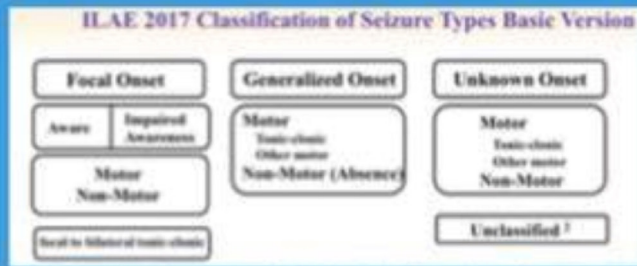 ILAE 2017 Classification of Seizure Types Basic Version
Focal Onset
Aware
Impaired
Awareness
Motor
Non-Motor
focal to bilateral tonic-clonic
Generalized Onset
Motor
Tonic-clonic
Other motor
Non-Motor (Absence)
Unknown Onset
Motor
Tonic-clonic
Other motor
Non-Motor
Unclassified